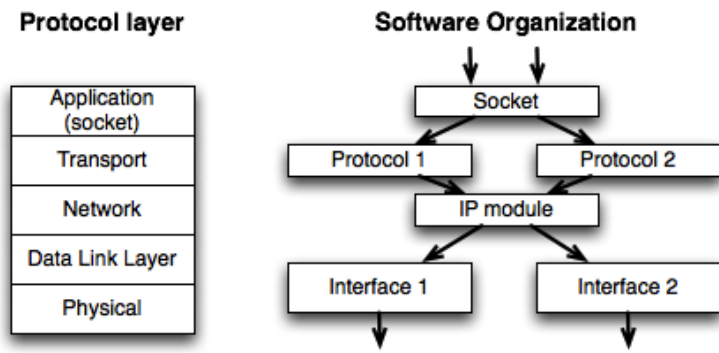 Protocol layer
Software Organization
Application
(socket)
Transport
Network
Data Link Layer
Physical
Socket
Protocol 1
Protocol 2
IP module
Interface 1
Interface 2